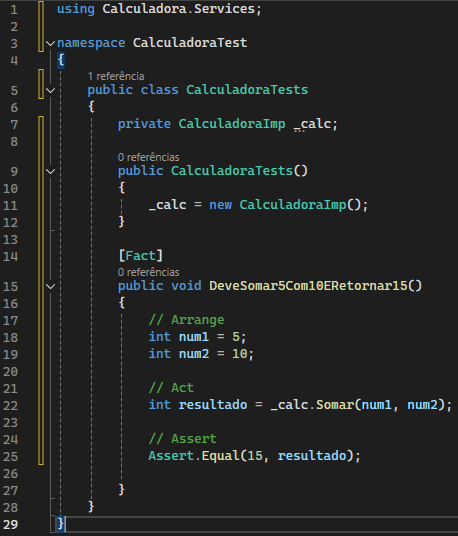 1 using Calculadora.Services;
2
3 namespace CalculadoraTest
4 {
1 referência
5 public class CalculadoraTests
6 {
7 private CalculadoraImp _calc;
8
0 referências
9 public CalculadoraTests()
10 {
11 _calc = new CalculadoraImp();
12 }
13
14 [Fact]
0 referências
15 public void DeveSomar5Com10ERetornar15()
16 {
17 // Arrange
18 int num1 = 5;
19 int num2 = 10;
20
21 // Act
22 int resultado = _calc.Somar(num1, num2);
23
24 // Assert
25 Assert.Equal(15, resultado);
26
27 }
28 }
29 }